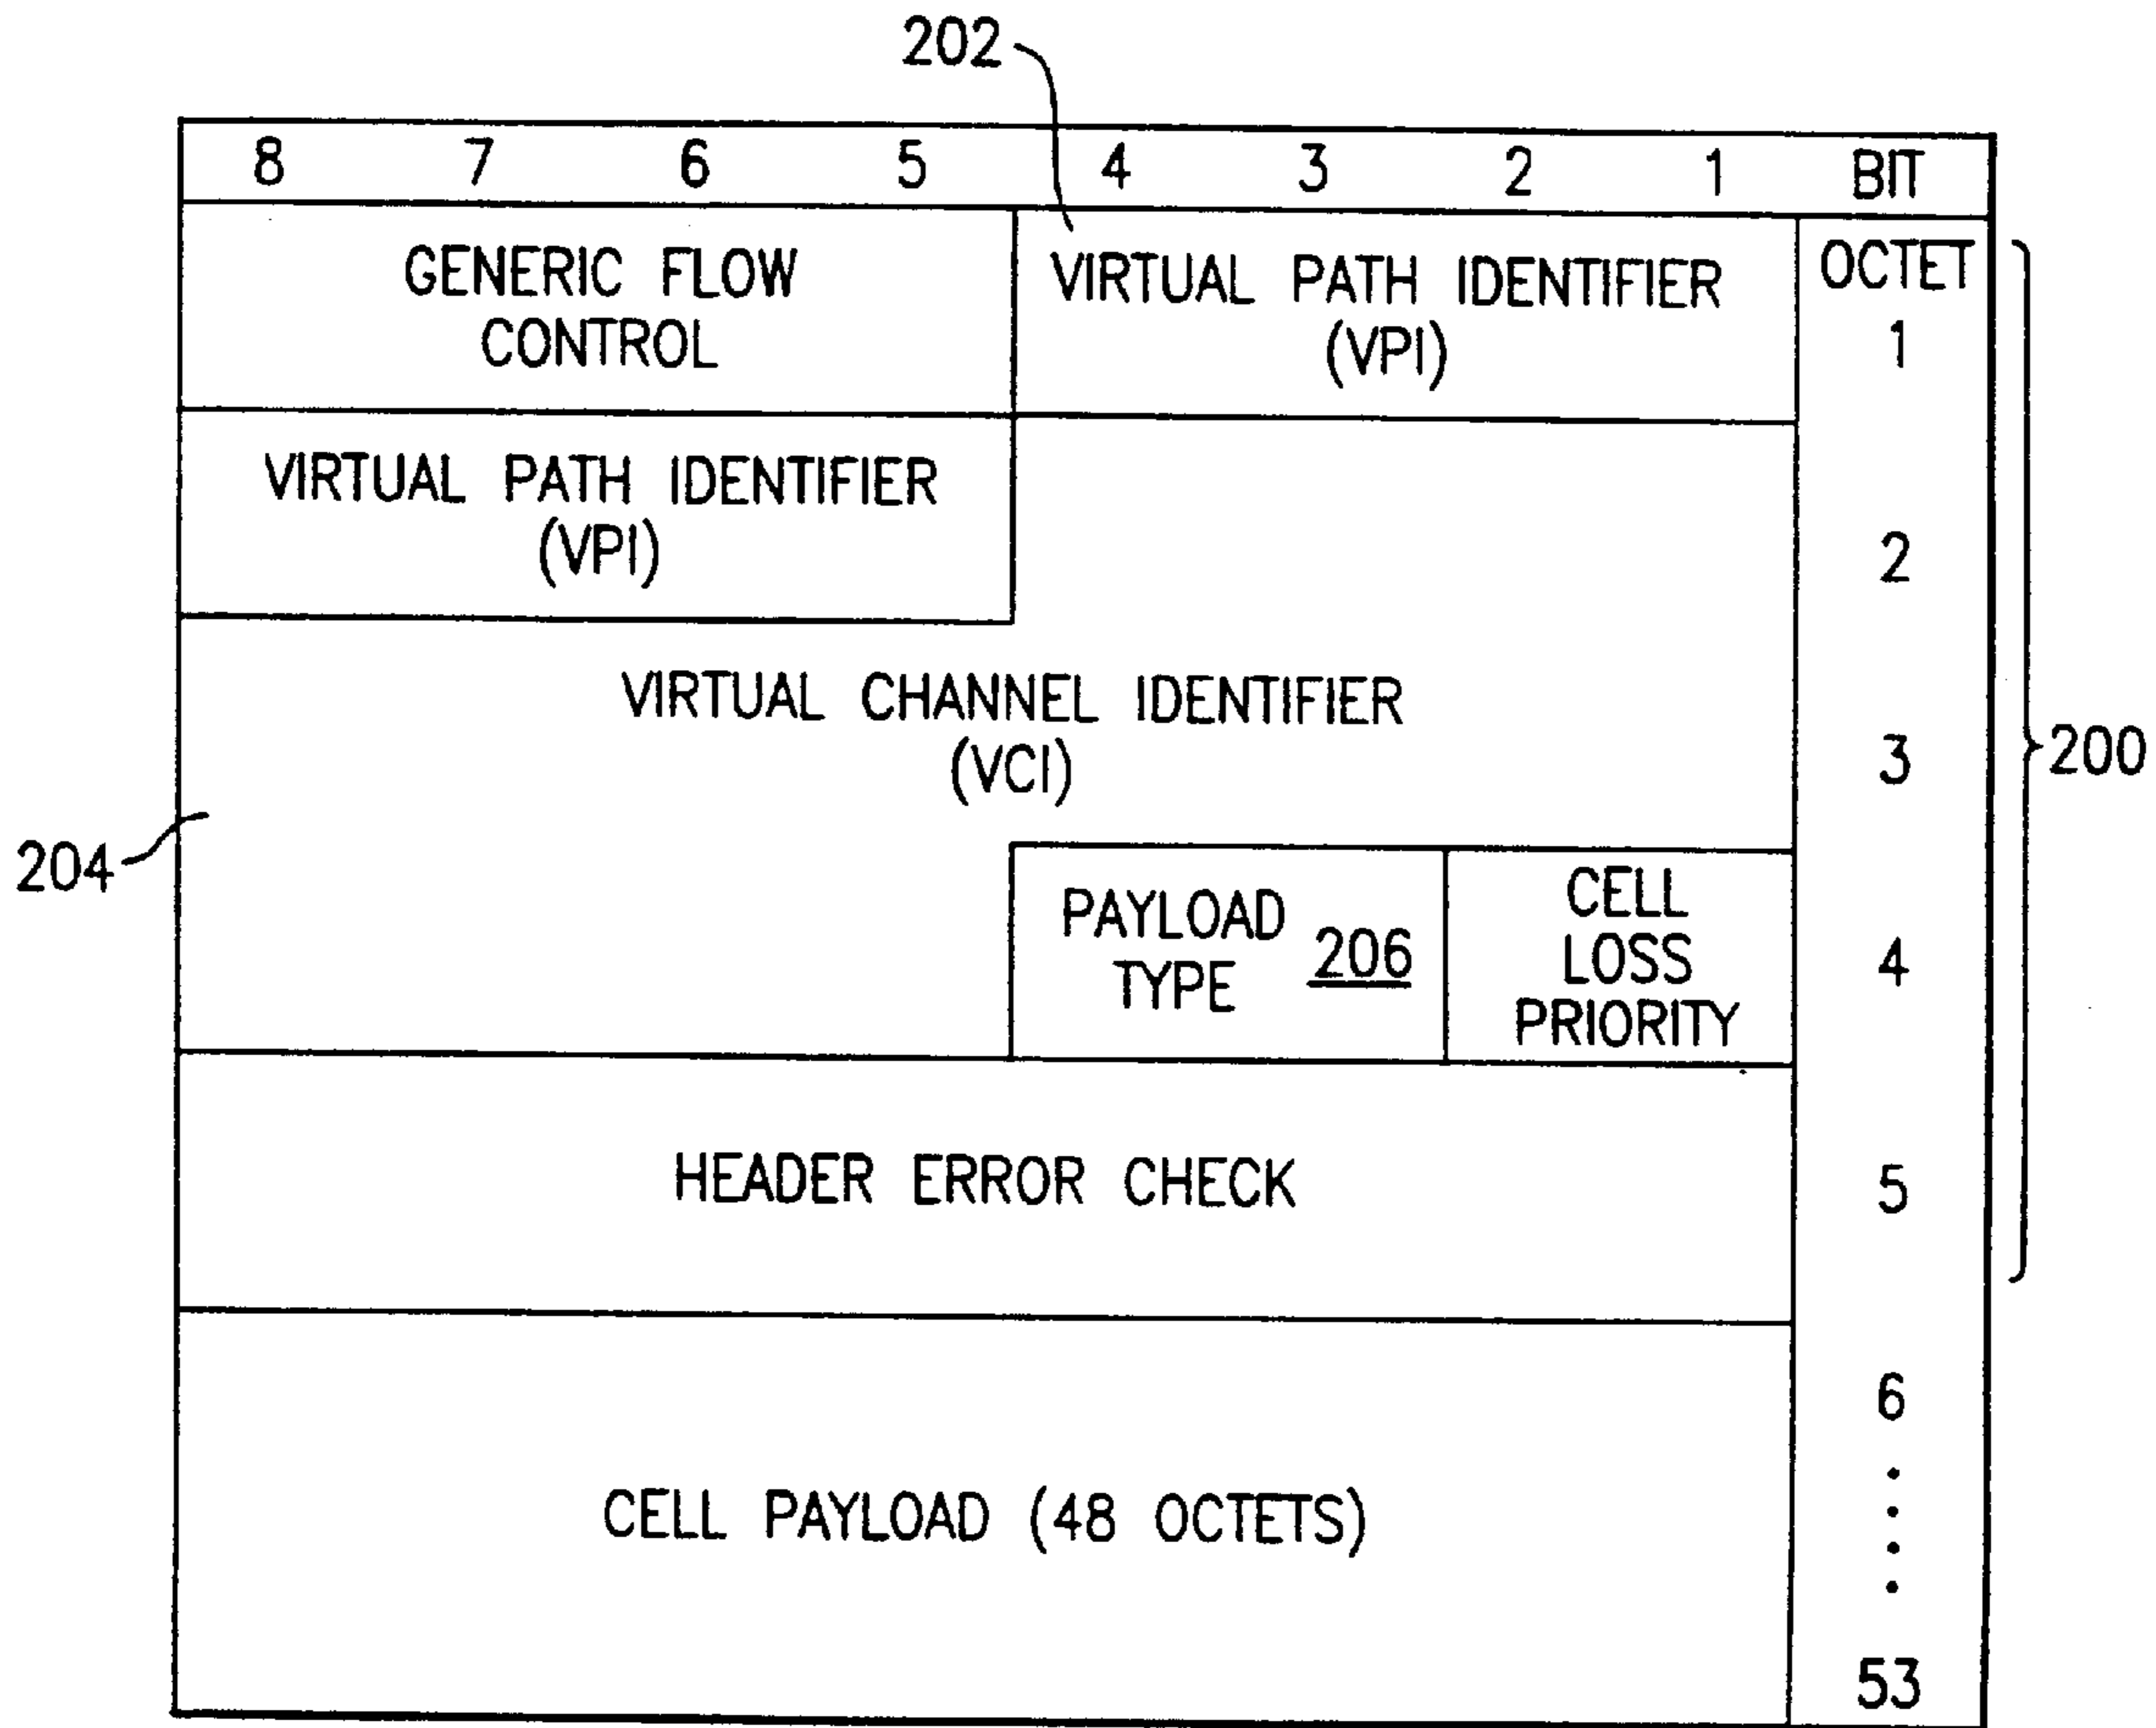 202
8 7 6 5 4 3 2 1 BIT
GENERIC FLOW
CONTROL
VIRTUAL PATH IDENTIFIER
(VPI)
OCTET
1
VIRTUAL PATH IDENTIFIER
(VPI)
2
VIRTUAL CHANNEL IDENTIFIER
(VCI)
3
200
204
PAYLOAD
TYPE
206
CELL
LOSS
PRIORITY
4
HEADER ERROR CHECK
5
6
CELL PAYLOAD (48 OCTETS)
53